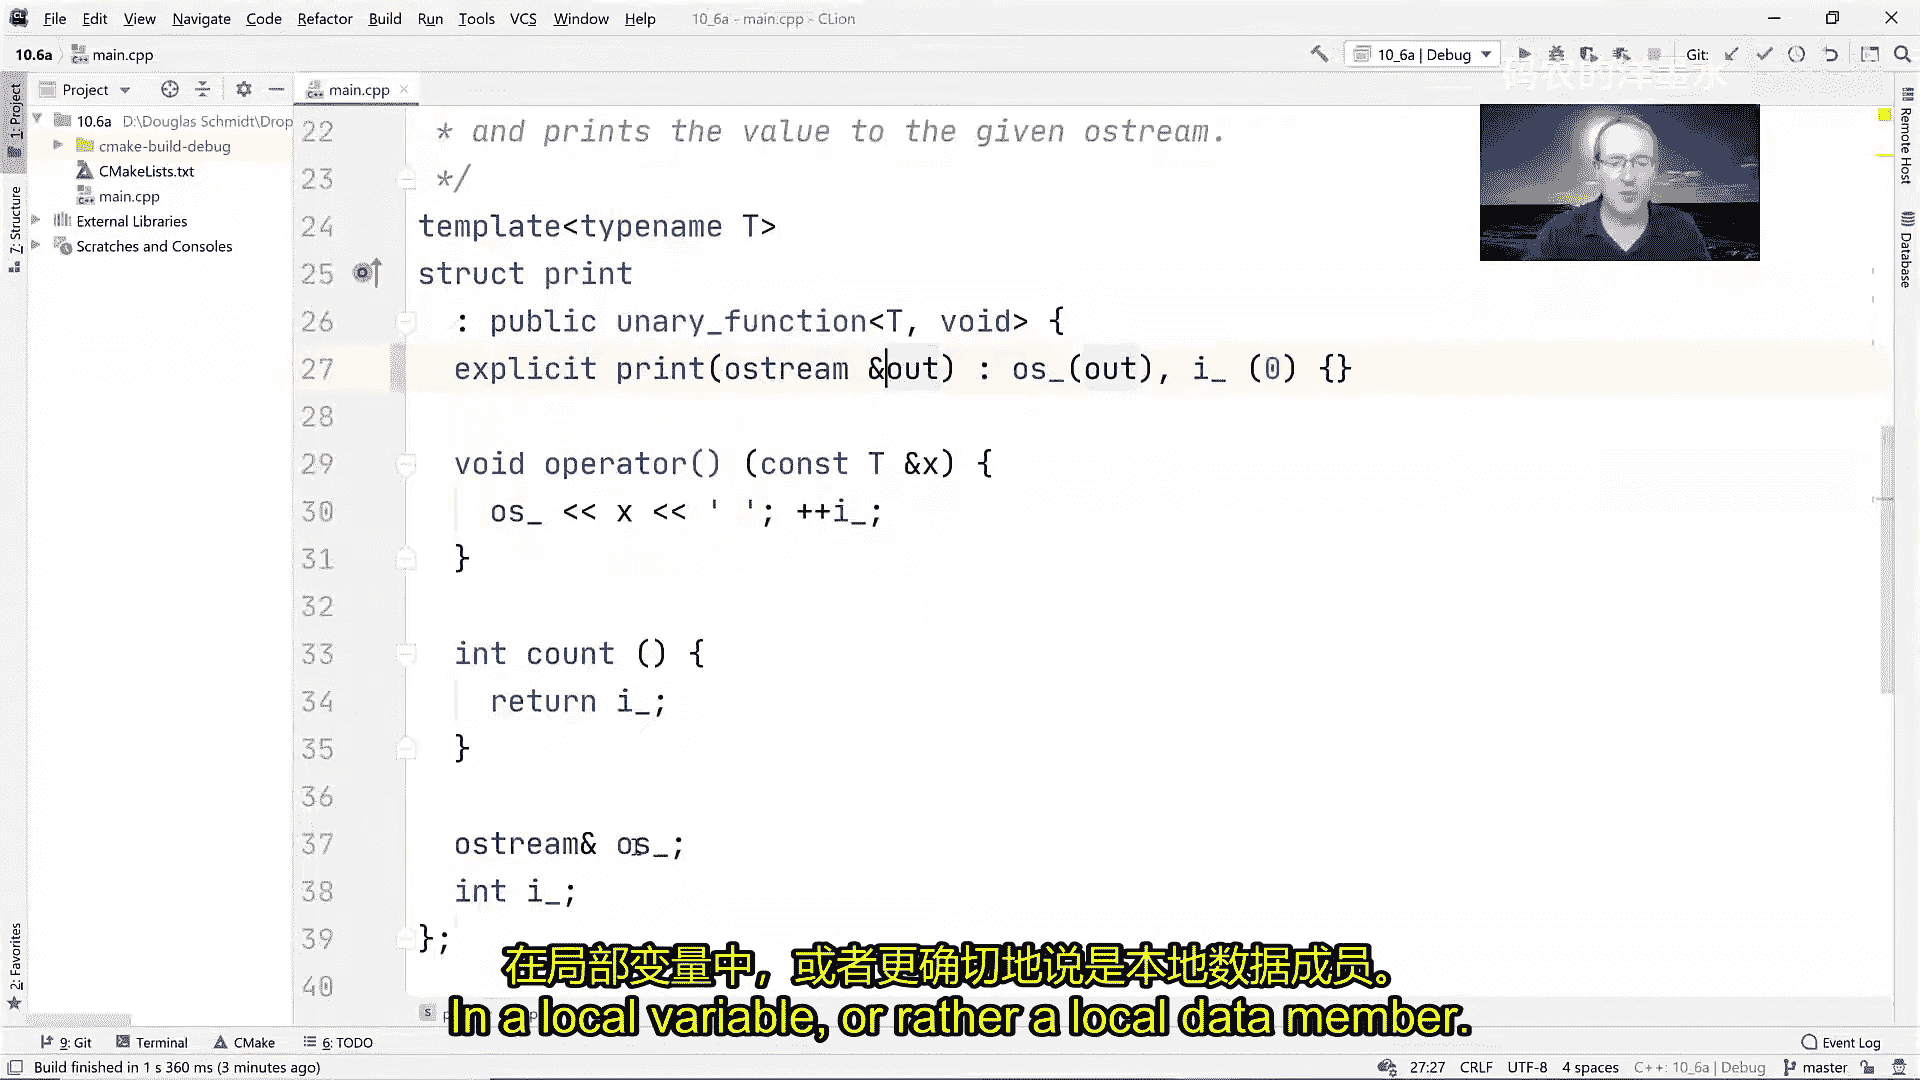 File Edit View Navigate Code Refactor Build Run Tools VCS Window Help 10_6a - main.cpp - CLion
10.6a main.cpp 10_6a | Debug Git:
码农的洋墨水
1: Project
7: Structure
2: Favorites
Project
10.6a D:\Douglas Schmidt\Drop
cmake-build-debug
CMakeLists.txt
main.cpp
External Libraries
Scratches and Consoles
main.cpp
22 * and prints the value to the given ostream.
23 */
24 template<typename T>
25 struct print
26 : public unary_function<T, void> {
27 explicit print(ostream &out) : os_(out), i_ (0) {}
28
29 void operator() (const T &x) {
30 os_ << x << ' '; ++i_;
31 }
32
33 int count () {
34 return i_;
35 }
36
37 ostream& os_;
38 int i_;
39 };
40
Remote Host
Database
在局部变量中，或者更确切地说是本地数据成员。
In a local variable, or rather a local data member.
9: Git Terminal CMake 6: TODO Event Log
Build finished in 1 s 360 ms (3 minutes ago) 27:27 CRLF UTF-8 4 spaces C++: 10_6a | Debug master